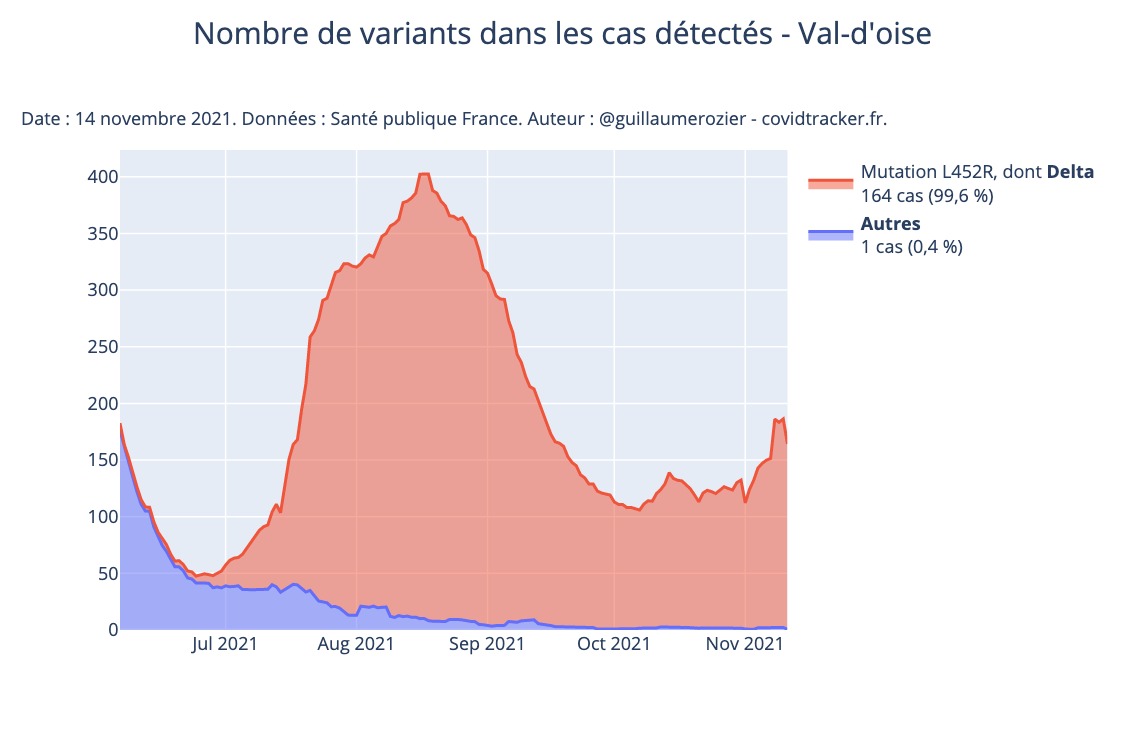 Nombre de variants dans les cas détectés - Val-d'oise
Date : 14 novembre 2021. Données : Santé publique France. Auteur : @guillaumerozier - covidtracker.fr.
Mutation L452R, dont Delta
164 cas (99,6 %)
Autres
1 cas (0,4 %)
400
350
300
250
200
150
100
50
0
Jul 2021
Aug 2021
Sep 2021
Oct 2021
Nov 2021